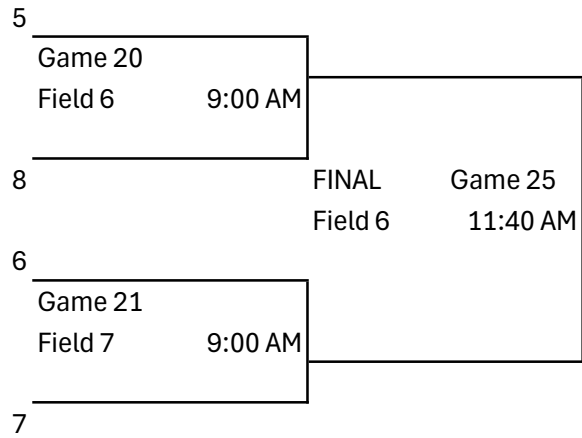 5
Game 20
Field 6 9:00 AM
8
FINAL Game 25
Field 6 11:40 AM
6
Game 21
Field 7 9:00 AM
7